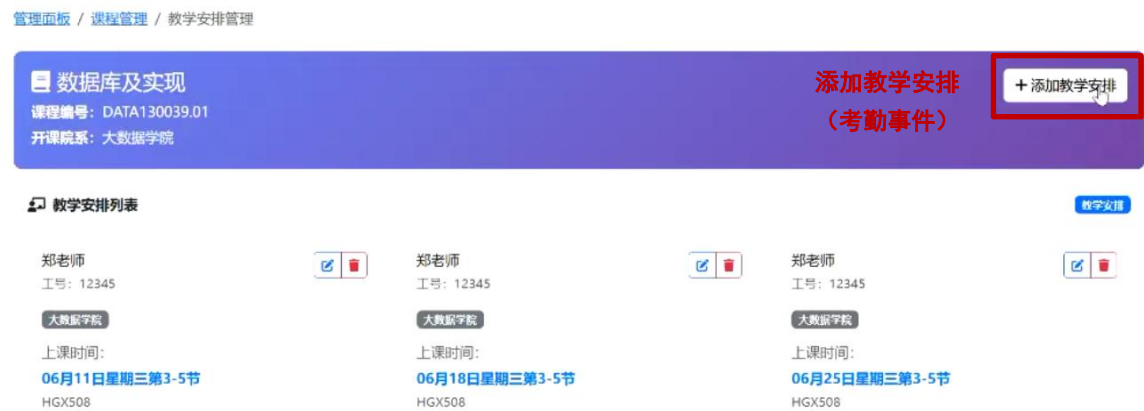 管理面板 / 课程管理 / 教学安排管理
数据库及实现
课程编号：DATA130039.01
开课院系：大数据学院
添加教学安排
（考勤事件）
+添加教学安排
教学安排列表
教学安排
郑老师
工号：12345
大数据学院
上课时间：
06月11日星期三第3-5节
HGX508
郑老师
工号：12345
大数据学院
上课时间：
06月18日星期三第3-5节
HGX508
郑老师
工号：12345
大数据学院
上课时间：
06月25日星期三第3-5节
HGX508